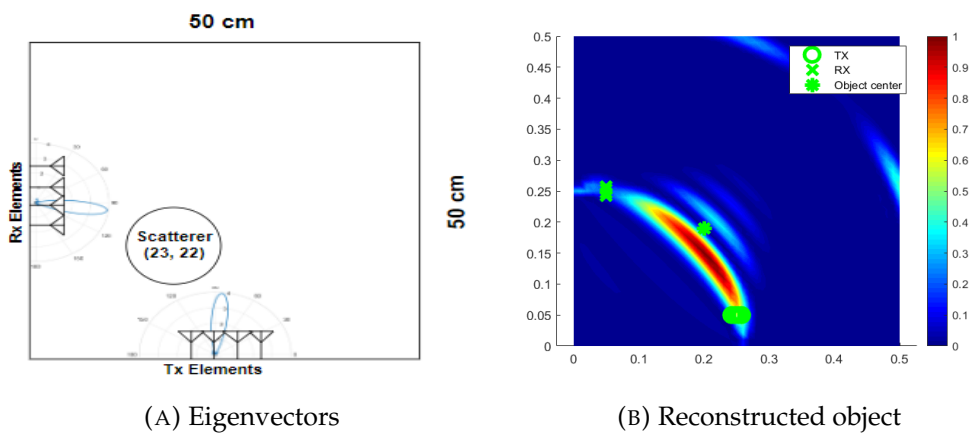 50 cm
Rx Elements
50 cm
Scatterer
(23, 22)
Tx Elements
(A) Eigenvectors
0.5
0.45
0.4
0.35
0.3
0.25
0.2
0.15
0.1
0.05
0
0
0.1
0.2
0.3
0.4
0.5
TX
RX
Object center
1
0.9
0.8
0.7
0.6
0.5
0.4
0.3
0.2
0.1
0
(B) Reconstructed object